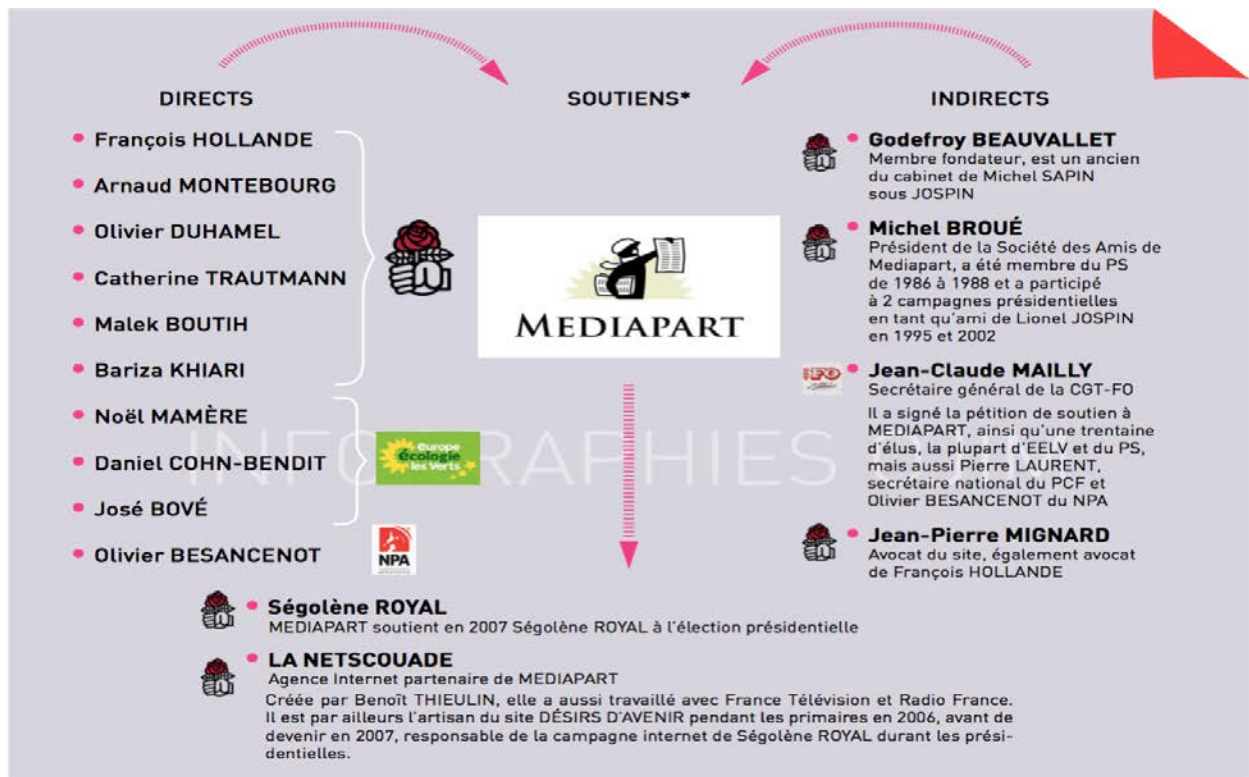 DIRECTS
SOUTIENS*
INDIRECTS
François HOLLANDE
Arnaud MONTEBOURG
Olivier DUHAMEL
Catherine TRAUTMANN
Malek BOUTIH
Bariza KHIARI
Noël MAMÈRE
Daniel COHN-BENDIT
José BOVÉ
Olivier BESANCENOT
europe
écologie
les Verts
NPA
MEDIAPART
Godefroy BEAUVALLET
Membre fondateur, est un ancien
du cabinet de Michel SAPIN
sous JOSPIN
Michel BROUÉ
Président de la Société des Amis de
Mediapart, a été membre du PS
de 1986 à 1988 et a participé
à 2 campagnes présidentielles
en tant qu'ami de Lionel JOSPIN
en 1995 et 2002
FO
Jean-Claude MAILLY
Secrétaire général de la CGT-FO
Il a signé la pétition de soutien à
MEDIAPART, ainsi qu'une trentaine
d'élus, la plupart d'EELV et du PS,
mais aussi Pierre LAURENT,
secrétaire national du PCF et
Olivier BESANCENOT du NPA
Jean-Pierre MIGNARD
Avocat du site, également avocat
de François HOLLANDE
Ségolène ROYAL
MEDIAPART soutient en 2007 Ségolène ROYAL à l'élection présidentielle
LA NETSCOUADE
Agence Internet partenaire de MEDIAPART
Créée par Benoît THIEULIN, elle a aussi travaillé avec France Télévision et Radio France.
Il est par ailleurs l'artisan du site DÉSIRS D'AVENIR pendant les primaires en 2006, avant de
devenir en 2007, responsable de la campagne internet de Ségolène ROYAL durant les prési-
dentielles.